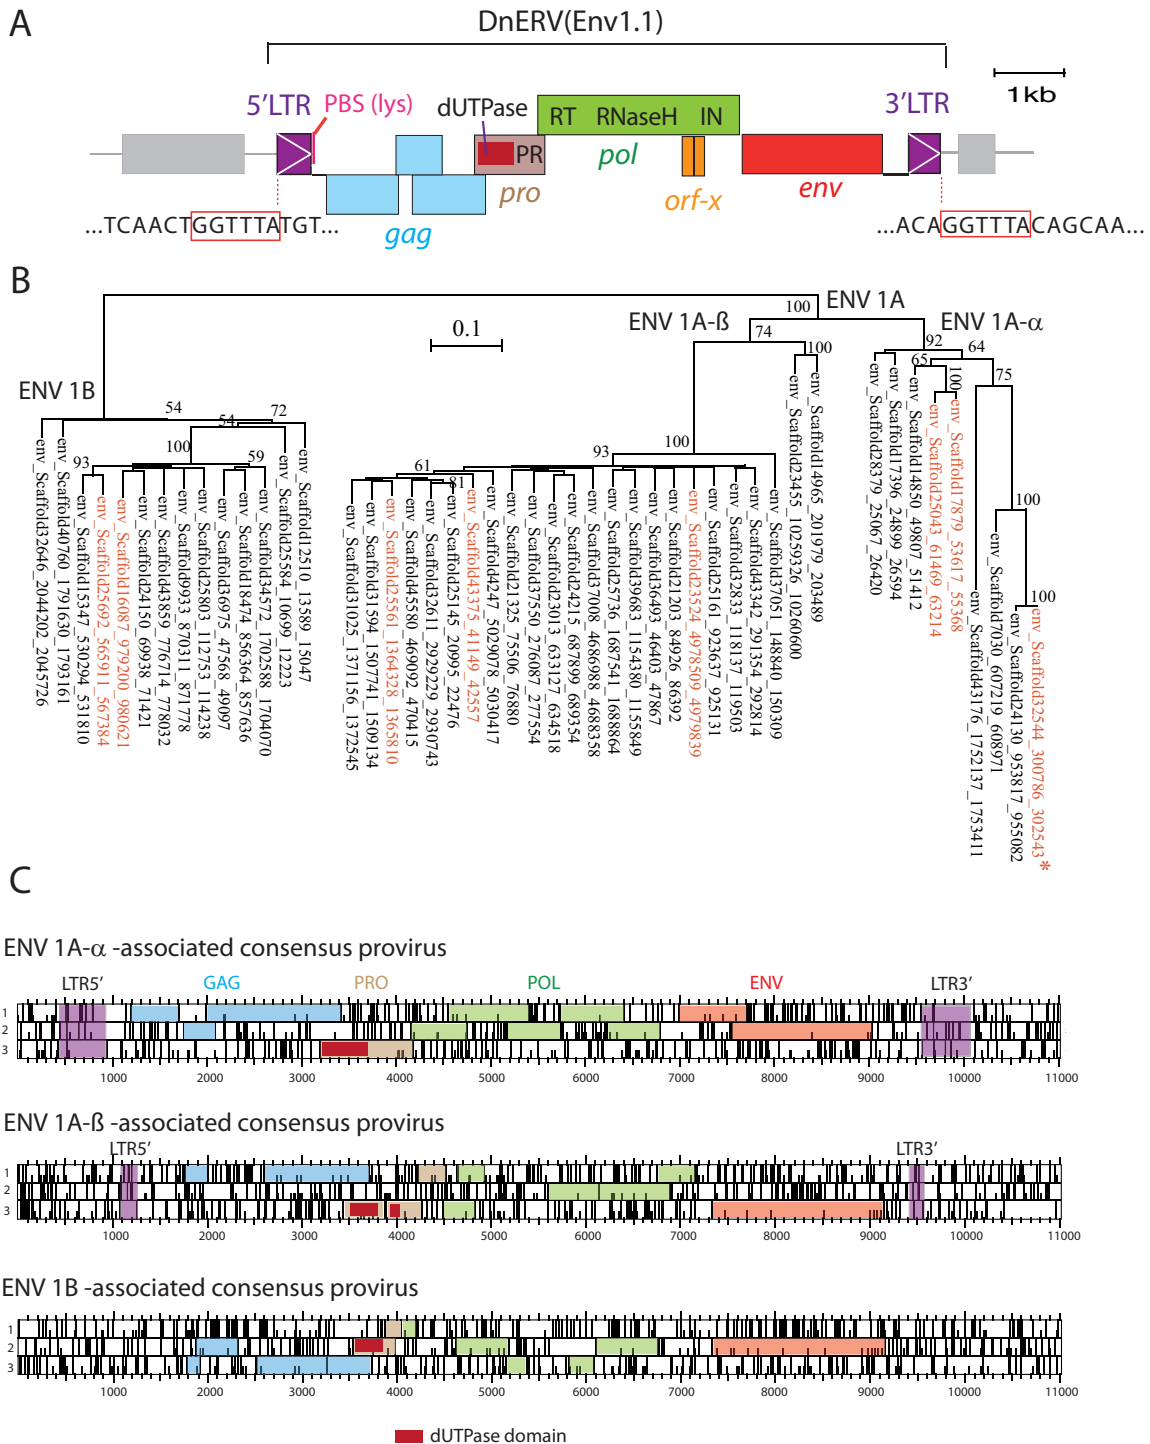 A
DnERV(Env1.1)
5'LTR
PBS (lys)
dUTPase
3'LTR
1kb
RT RNaseH IN
PR
pol
pro
orf-x
env
gag
...TCAACTGGTTTATGT...
...ACAGGTTTACAGCAA...
B
ENV 1A
100
ENV 1A-ß
ENV 1A-α
0.1
74
100
92
64
65
100
75
ENV 1B
54
54
72
100
93
59
100
93
61
81
100
100
env_Scaffold32646_2044202_2045726
env_Scaffold40760_1791630_1793161
env_Scaffold15347_530294_531810
env_Scaffold25692_565911_567384
env_Scaffold16087_979200_980621
env_Scaffold24150_69938_71421
env_Scaffold43859_776714_778032
env_Scaffold9933_870311_871778
env_Scaffold25803_112753_114238
env_Scaffold36975_47568_49097
env_Scaffold18474_856364_857636
env_Scaffold34572_1702588_1704070
env_Scaffold25584_10699_12223
env_Scaffold12510_13589_15047
env_Scaffold31025_1371156_1372545
env_Scaffold31594_1507741_1509134
env_Scaffold25561_1364328_1365810
env_Scaffold45580_469092_470415
env_Scaffold32611_2929229_2930743
env_Scaffold25145_20995_22476
env_Scaffold43375_41149_42557
env_Scaffold4247_5029078_5030417
env_Scaffold21325_75506_76880
env_Scaffold37550_276087_277554
env_Scaffold23013_633127_634518
env_Scaffold24215_687899_689354
env_Scaffold37008_4686988_4688358
env_Scaffold25736_1687541_1688864
env_Scaffold39683_1154380_1155849
env_Scaffold36493_46403_47867
env_Scaffold21203_84926_86392
env_Scaffold23524_4978509_4979839
env_Scaffold25161_923637_925131
env_Scaffold32833_118137_119503
env_Scaffold43342_291354_292814
env_Scaffold37051_148840_150309
env_Scaffold23455_10259326_10260600
env_Scaffold14965_201979_203489
env_Scaffold28379_25067_26420
env_Scaffold17396_24899_26594
env_Scaffold14850_49807_51412
env_Scaffold25043_61469_63214
env_Scaffold17879_53617_55368
env_Scaffold43176_1752137_1753411
env_Scaffold7030_607219_608971
env_Scaffold24130_953817_955082
env_Scaffold32544_300786_302543*
C
ENV 1A-α -associated consensus provirus
LTR5' GAG PRO POL ENV LTR3'
1
2
3
1000 2000 3000 4000 5000 6000 7000 8000 9000 10000 11000
ENV 1A-ß -associated consensus provirus
LTR5' LTR3'
1
2
3
1000 2000 3000 4000 5000 6000 7000 8000 9000 10000 11000
ENV 1B -associated consensus provirus
1
2
3
1000 2000 3000 4000 5000 6000 7000 8000 9000 10000 11000
dUTPase domain